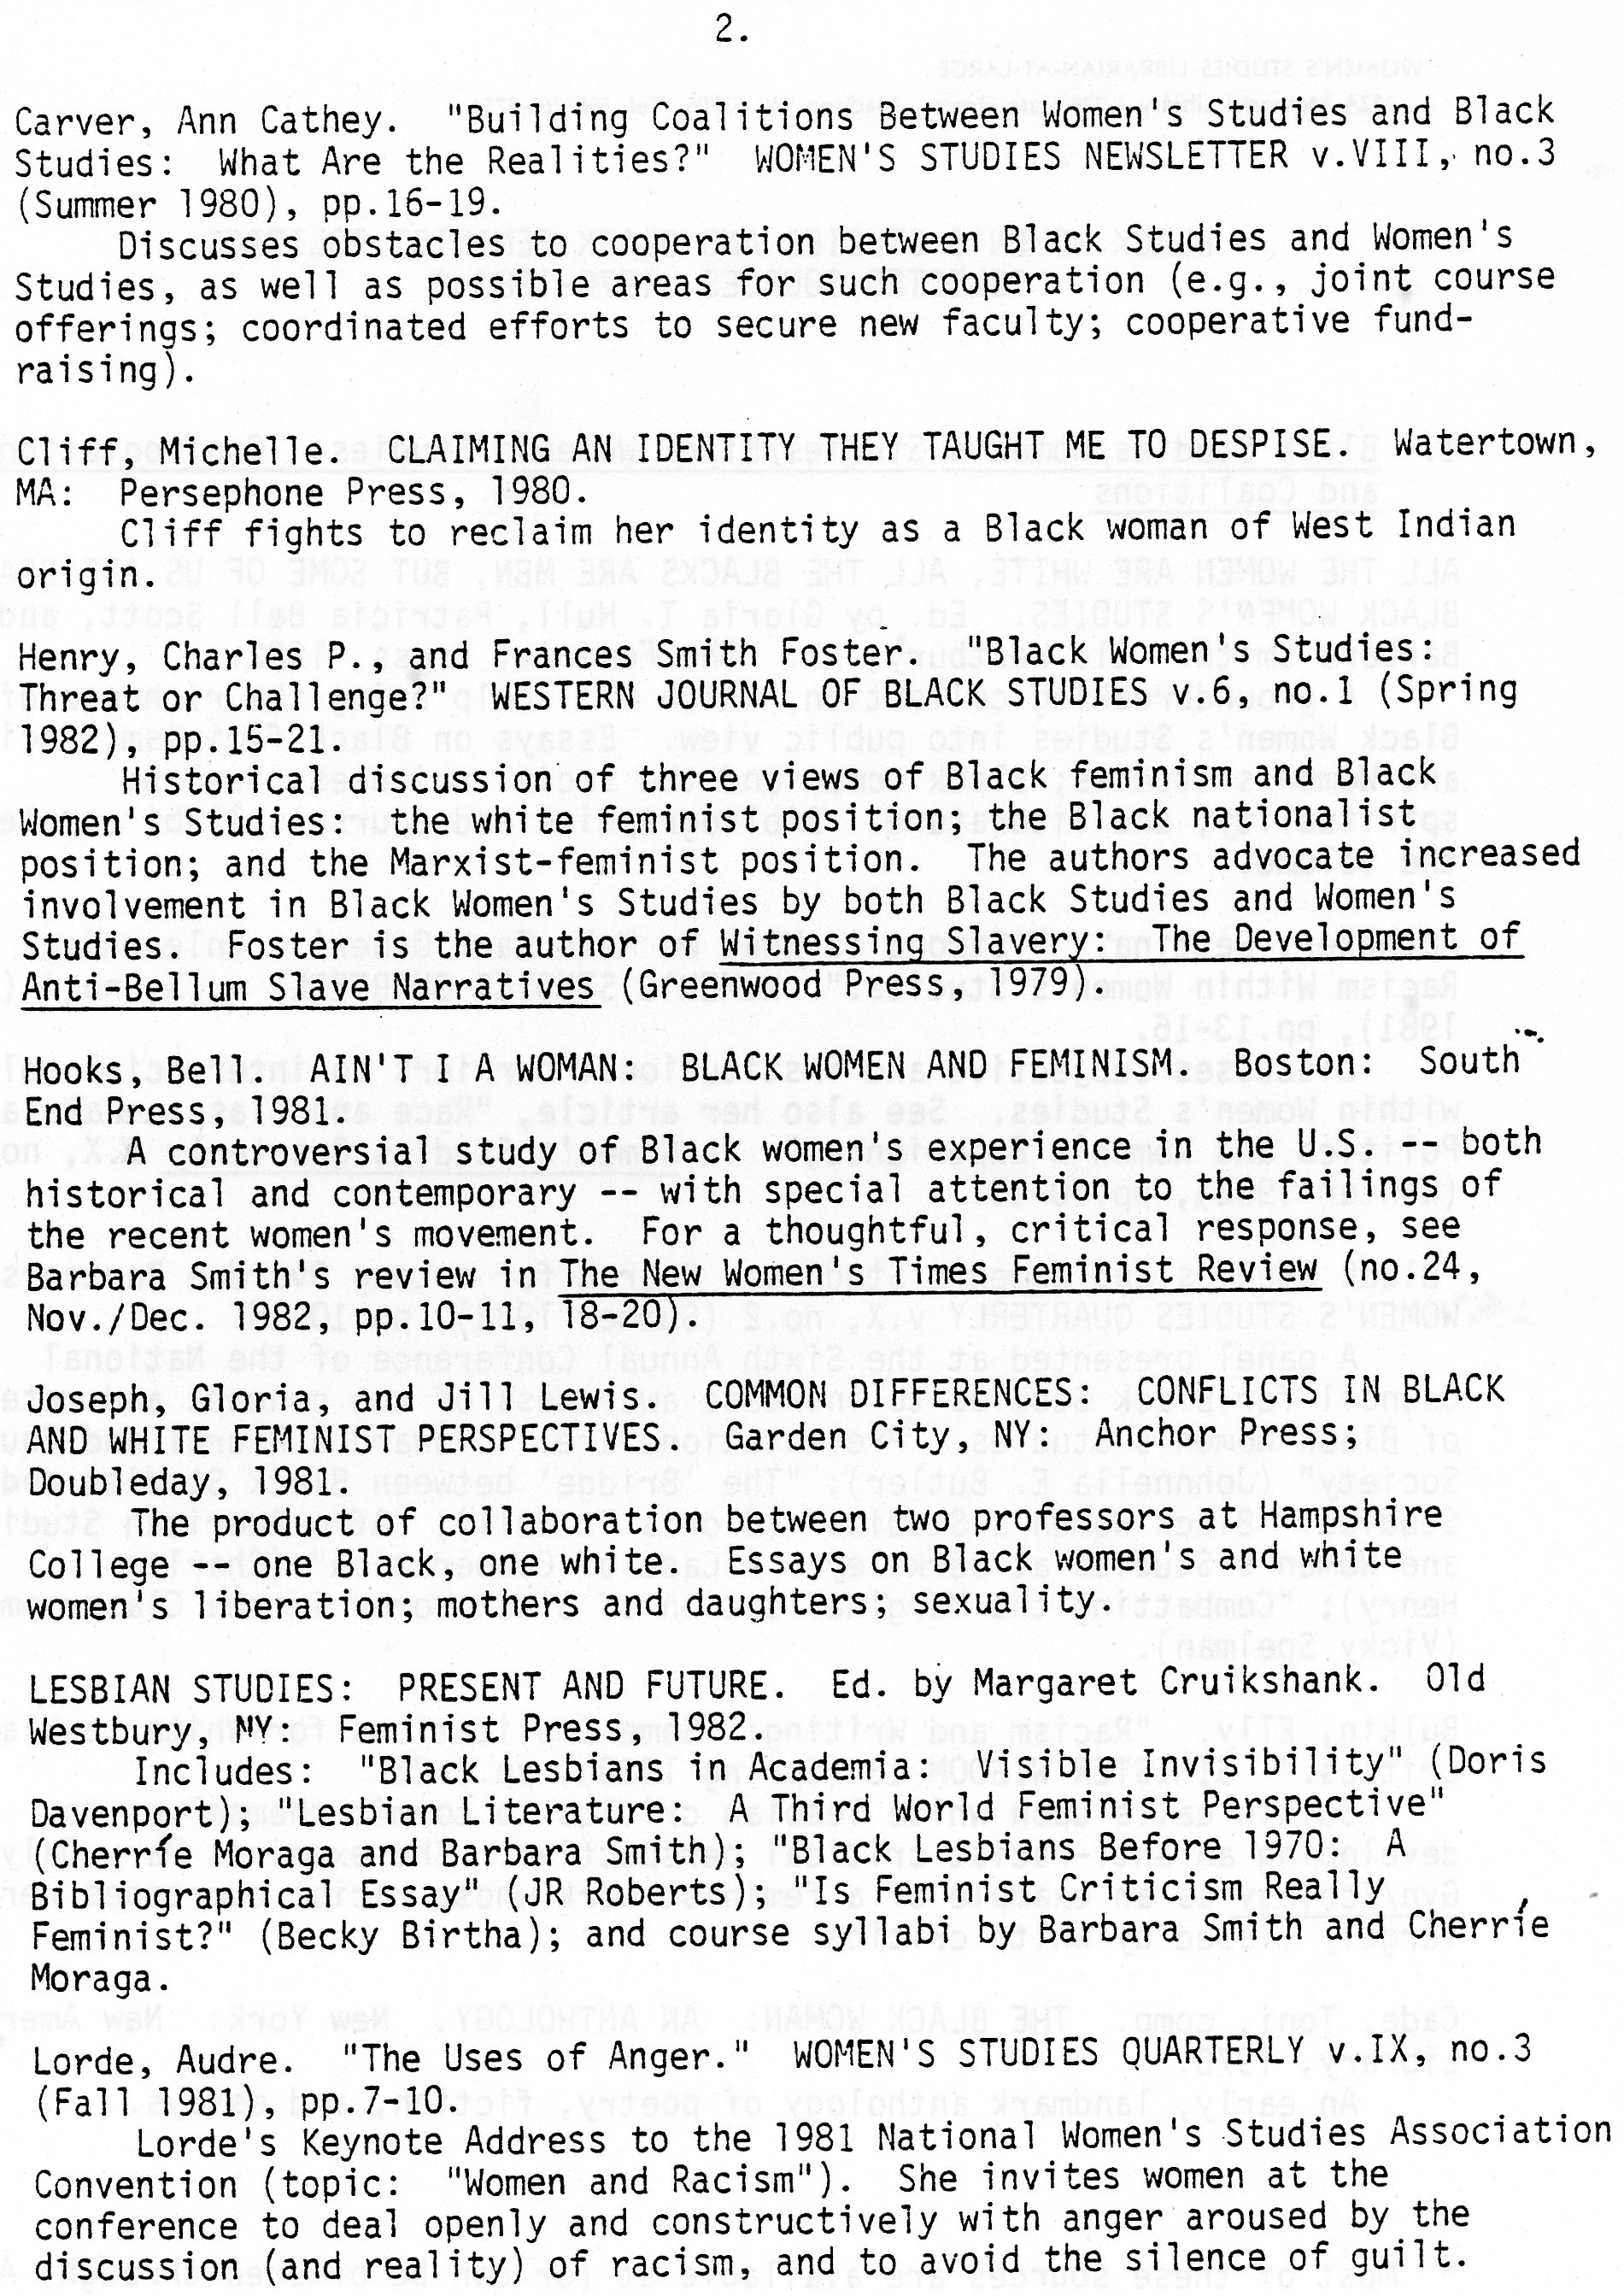 2.
Carver, Ann Cathey.  "Building Coalitions Between Women's Studies and Black
Studies:  What Are the Realities?"  WOMEN'S STUDIES NEWSLETTER v.VIII, no.3
(Summer 1980), pp.16-19.
Discusses obstacles to cooperation between Black Studies and Women's
Studies, as well as possible areas for such cooperation (e.g., joint course
offerings; coordinated efforts to secure new faculty; cooperative fund-
raising).
Cliff, Michelle.  CLAIMING AN IDENTITY THEY TAUGHT ME TO DESPISE.  Watertown,
MA:  Persephone Press, 1980.
Cliff fights to reclaim her identity as a Black woman of West Indian
origin.
Henry, Charles P., and Frances Smith Foster.  "Black Women's Studies:
Threat or Challenge?"  WESTERN JOURNAL OF BLACK STUDIES v.6, no.1 (Spring
1982), pp.15-21.
Historical discussion of three views of Black feminism and Black
Women's Studies:  the white feminist position; the Black nationalist
position; and the Marxist-feminist position.  The authors advocate increased
involvement in Black Women's Studies by both Black Studies and Women's
Studies.  Foster is the author of Witnessing Slavery:  The Development of
Anti-Bellum Slave Narratives (Greenwood Press, 1979).
Hooks, Bell.  AIN'T I A WOMAN:  BLACK WOMEN AND FEMINISM.  Boston:  South
End Press, 1981.
A controversial study of Black women's experience in the U.S. -- both
historical and contemporary -- with special attention to the failings of
the recent women's movement.  For a thoughtful, critical response, see
Barbara Smith's review in The New Women's Times Feminist Review (no.24,
Nov./Dec. 1982, pp.10-11, 18-20).
Joseph, Gloria, and Jill Lewis.  COMMON DIFFERENCES:  CONFLICTS IN BLACK
AND WHITE FEMINIST PERSPECTIVES.  Garden City, NY:  Anchor Press;
Doubleday, 1981.
The product of collaboration between two professors at Hampshire
College -- one Black, one white.  Essays on Black women's and white
women's liberation; mothers and daughters; sexuality.
LESBIAN STUDIES:  PRESENT AND FUTURE.  Ed. by Margaret Cruikshank.  Old
Westbury, NY:  Feminist Press, 1982.
Includes:  "Black Lesbians in Academia:  Visible Invisibility" (Doris
Davenport); "Lesbian Literature:  A Third World Feminist Perspective"
(Cherríe Moraga and Barbara Smith); "Black Lesbians Before 1970:  A
Bibliographical Essay" (JR Roberts); "Is Feminist Criticism Really
Feminist?" (Becky Birtha); and course syllabi by Barbara Smith and Cherríe
Moraga.
Lorde, Audre.  "The Uses of Anger."  WOMEN'S STUDIES QUARTERLY v.IX, no.3
(Fall 1981), pp.7-10.
Lorde's Keynote Address to the 1981 National Women's Studies Association
Convention (topic:  "Women and Racism").  She invites women at the
conference to deal openly and constructively with anger aroused by the
discussion (and reality) of racism, and to avoid the silence of guilt.